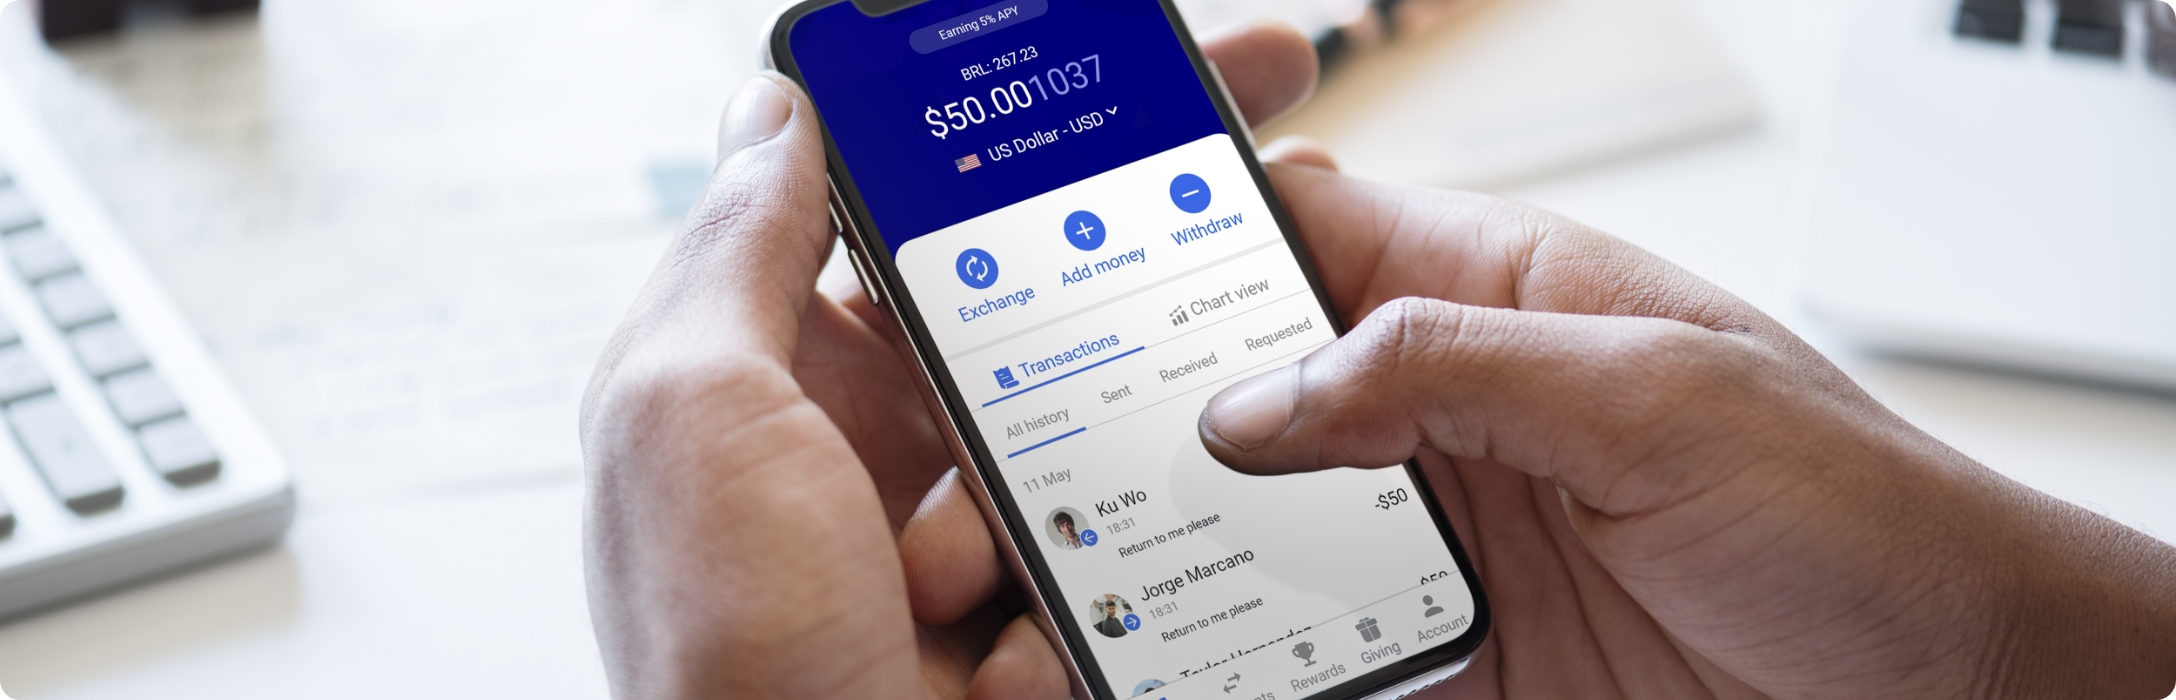 Earning 5% APY
BRL: 267.23
$50.001037
US Dollar - USD
Exchange
Add money
Withdraw
Transactions
Chart view
All history
Sent
Received
Requested
11 May
Ku Wo
18:31
Return to me please
-$50
Jorge Marcano
18:31
Return to me please
$50
Rewards
Giving
Account